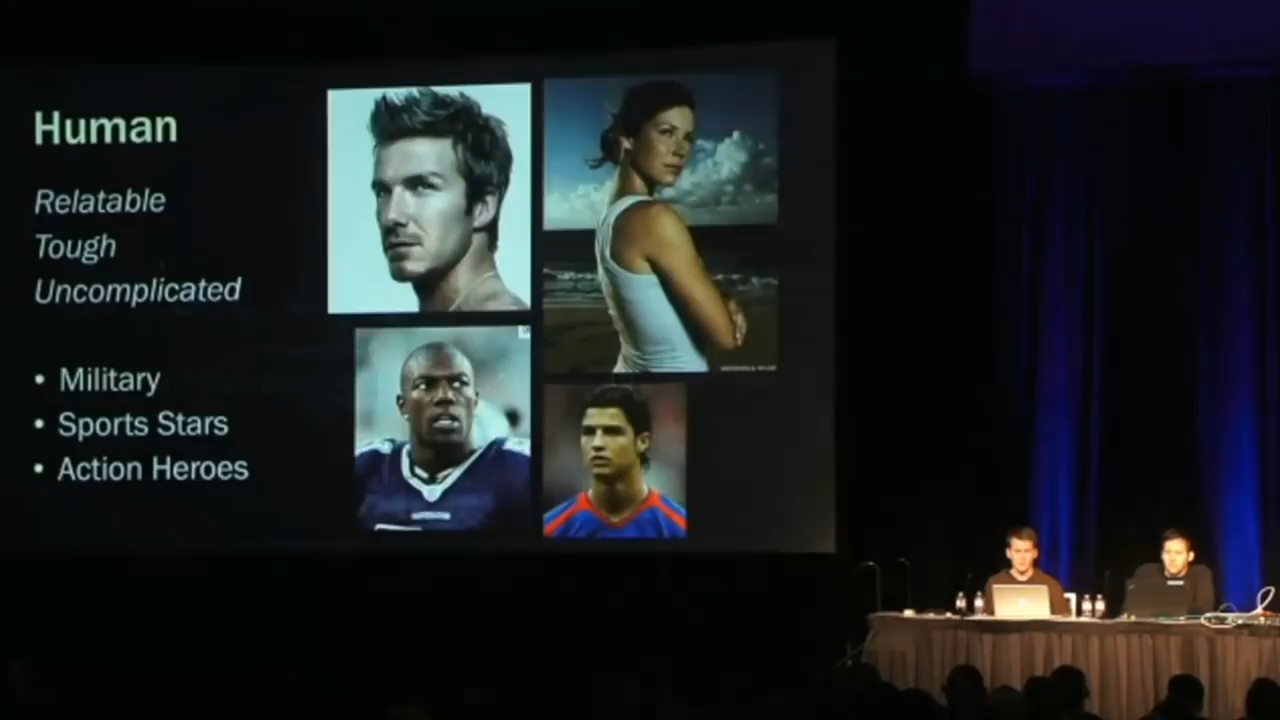 Human
Relatable
Tough
Uncomplicated
• Military
• Sports Stars
• Action Heroes